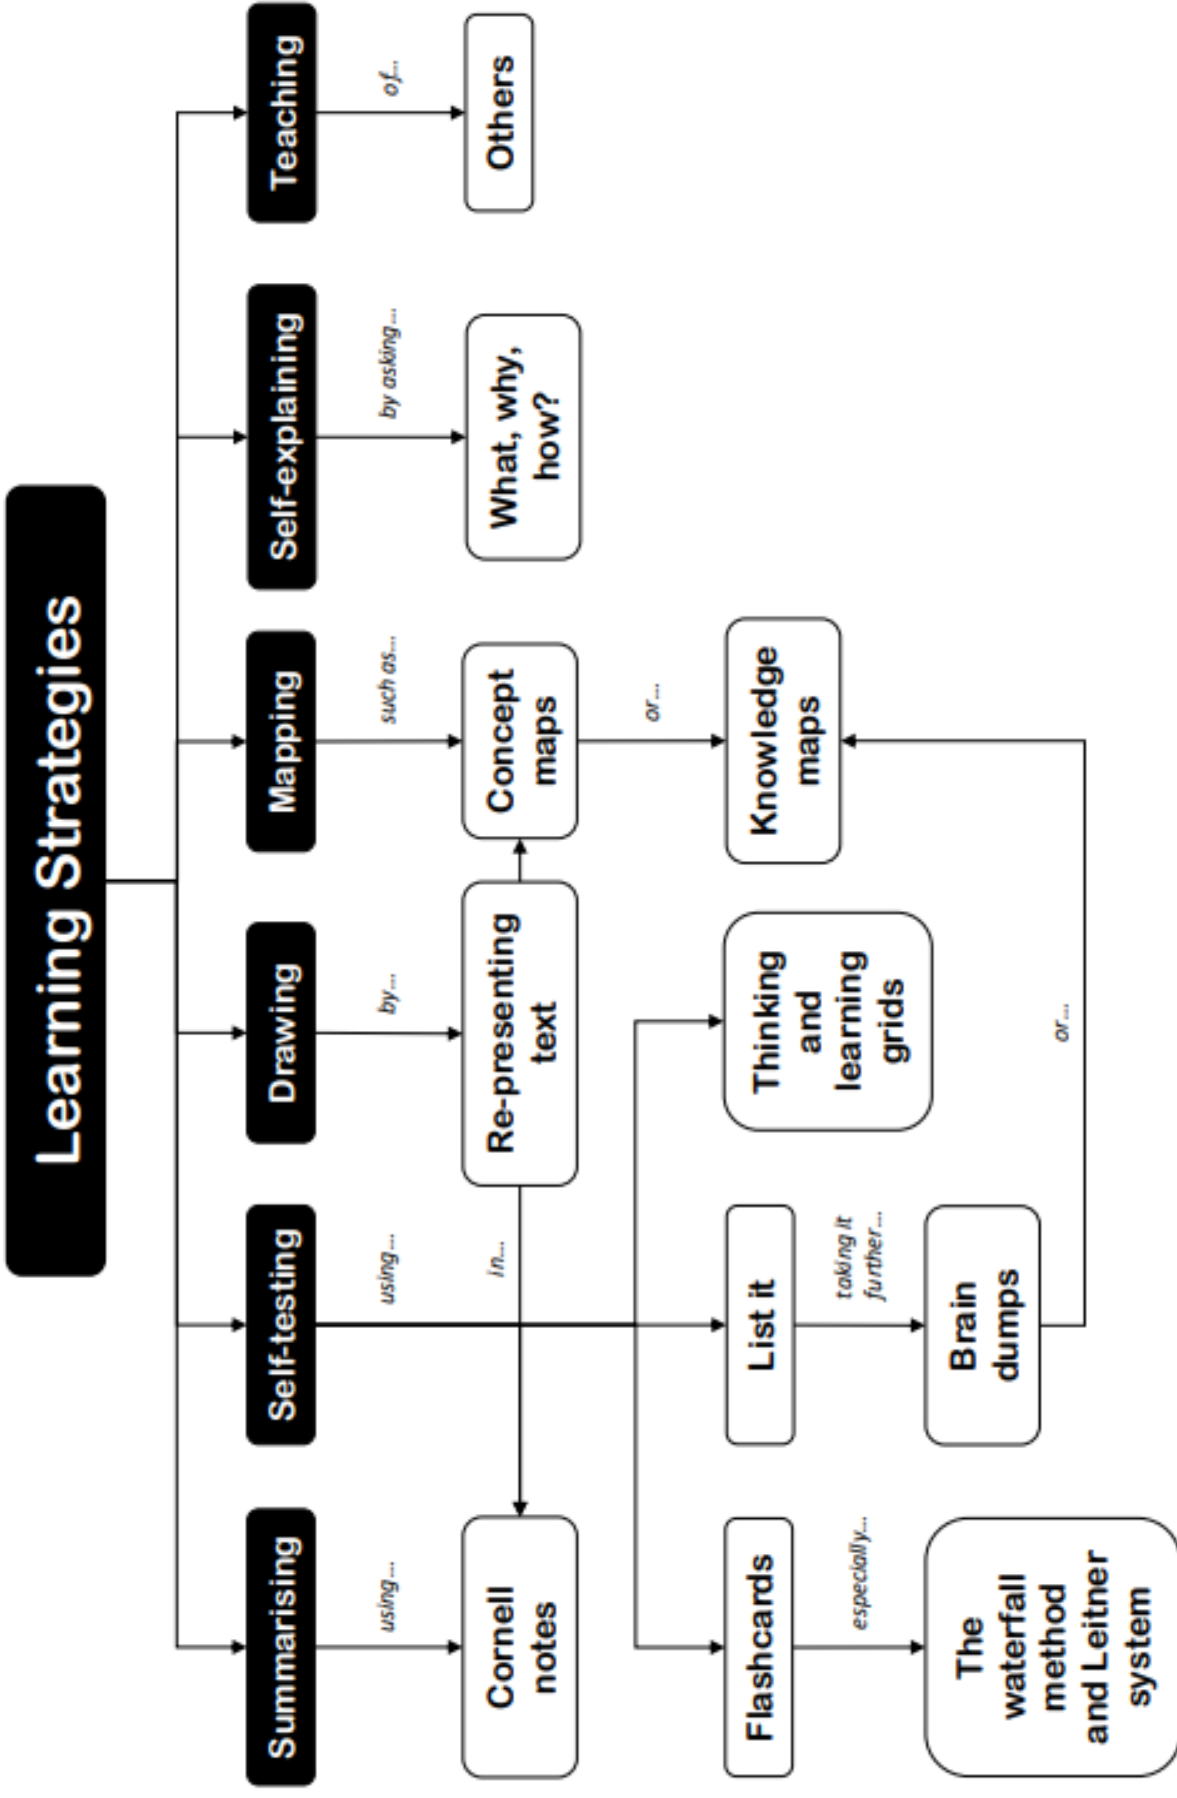 Learning Strategies
Summarising
Self-testing
Drawing
Mapping
Self-explaining
Teaching
using...
using...
by...
such as...
by asking...
of...
Cornell
notes
in...
Re-presenting
text
Concept
maps
What, why,
how?
Others
or...
Flashcards
List it
Thinking
and
learning
grids
Knowledge
maps
especially...
taking it
further...
The
waterfall
method
and Leitner
system
Brain
dumps
or...